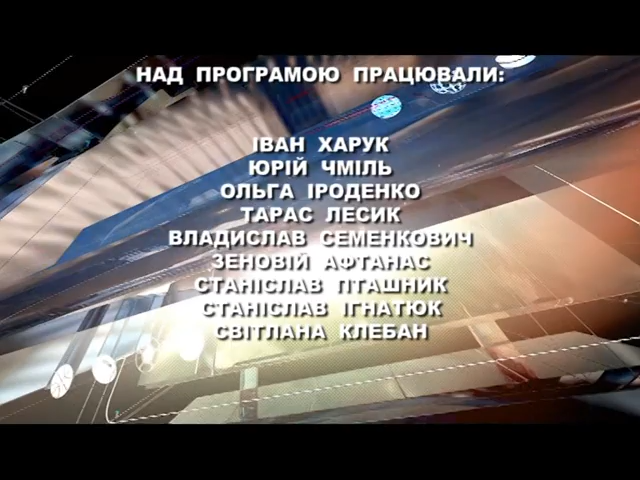 НАД ПРОГРАМОЮ ПРАЦЮВАЛИ:
ІВАН ХАРУК
ЮРІЙ ЧМІЛЬ
ОЛЬГА ІРОДЕНКО
ТАРАС ЛЕСИК
ВЛАДИСЛАВ СЕМЕНКОВИЧ
ЗЕНОВІЙ АФТАНАС
СТАНІСЛАВ ПТАШНИК
СТАНІСЛАВ ІГНАТЮК
СВІТЛАНА КЛЕБАН